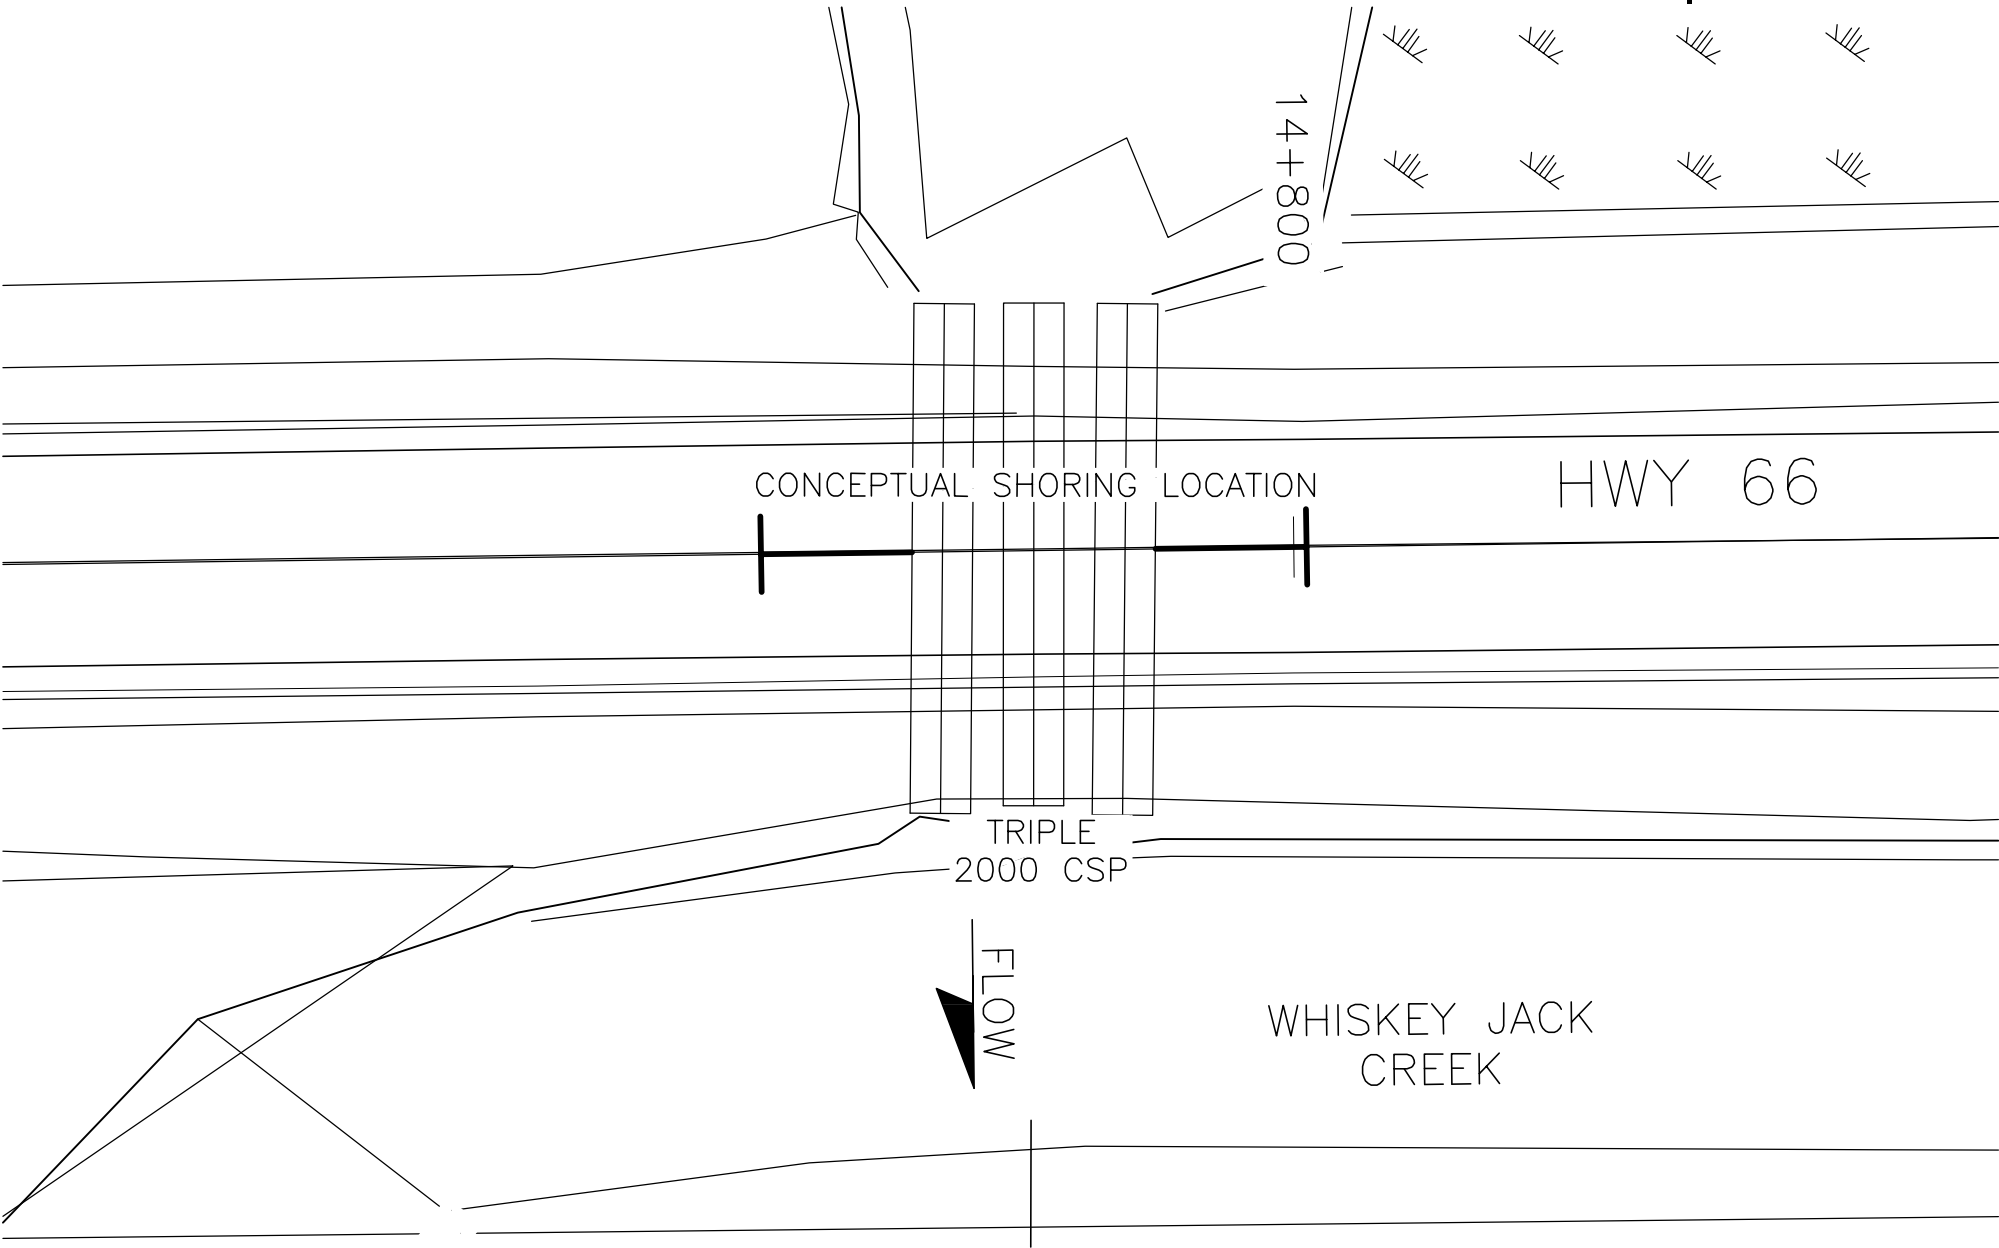 14+800
CONCEPTUAL SHORING LOCATION
HWY 66
TRIPLE
2000 CSP
FLOW
WHISKEY JACK
CREEK